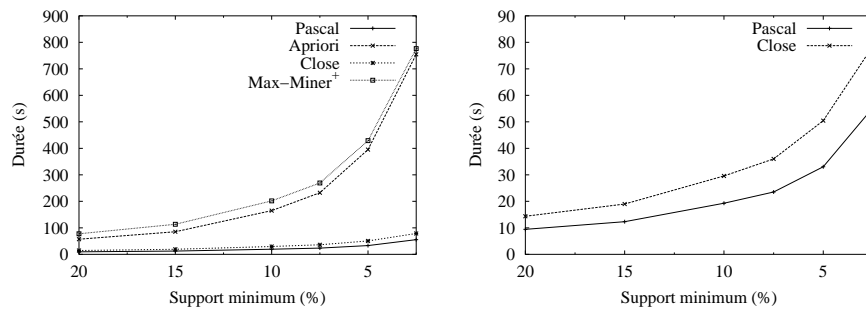 900
800
700
600
500
400
300
200
100
0
20
15
10
5
Durée (s)
Support minimum (%)
Pascal
Apriori
Close
Max−Miner+
90
80
70
60
50
40
30
20
10
0
20
15
10
5
Durée (s)
Support minimum (%)
Pascal
Close